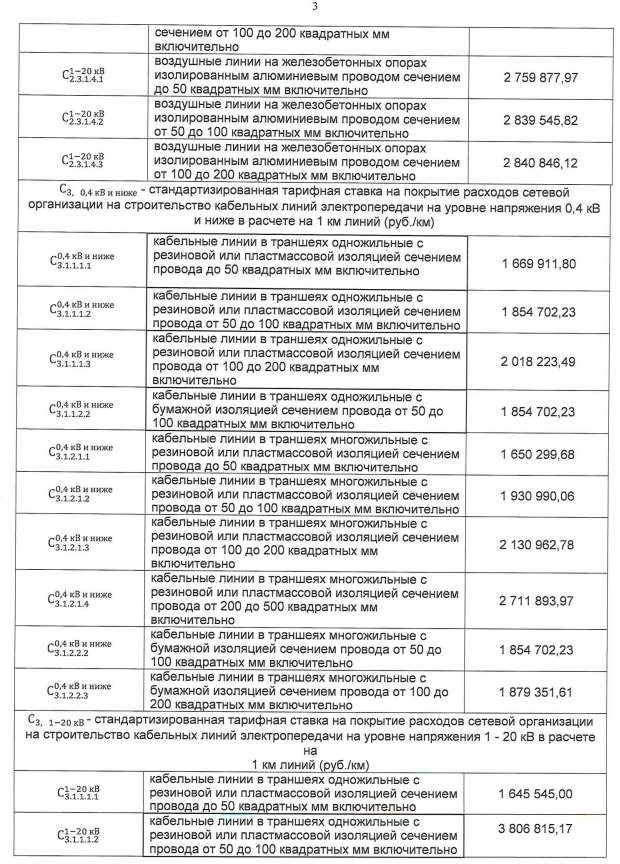 3
сечением от 100 до 200 квадратных мм
включительно
C 1−20 кВ 2.3.1.4.1
воздушные линии на железобетонных опорах
изолированным алюминиевым проводом сечением
до 50 квадратных мм включительно
2 759 877,97
C 1−20 кВ 2.3.1.4.2
воздушные линии на железобетонных опорах
изолированным алюминиевым проводом сечением
от 50 до 100 квадратных мм включительно
2 839 545,82
C 1−20 кВ 2.3.1.4.3
воздушные линии на железобетонных опорах
изолированным алюминиевым проводом сечением
от 100 до 200 квадратных мм включительно
2 840 846,12
C3, 0,4 кВ и ниже - стандартизированная тарифная ставка на покрытие расходов сетевой
организации на строительство кабельных линий электропередачи на уровне напряжения 0,4 кВ
и ниже в расчете на 1 км линий (руб./км)
C 0,4 кВ и ниже 3.1.1.1.1
кабельные линии в траншеях одножильные с
резиновой или пластмассовой изоляцией сечением
провода до 50 квадратных мм включительно
1 669 911,80
C 0,4 кВ и ниже 3.1.1.1.2
кабельные линии в траншеях одножильные с
резиновой или пластмассовой изоляцией сечением
провода от 50 до 100 квадратных мм включительно
1 854 702,23
C 0,4 кВ и ниже 3.1.1.1.3
кабельные линии в траншеях одножильные с
резиновой или пластмассовой изоляцией сечением
провода от 100 до 200 квадратных мм
включительно
2 018 223,49
C 0,4 кВ и ниже 3.1.1.2.2
кабельные линии в траншеях одножильные с
бумажной изоляцией сечением провода от 50 до
100 квадратных мм включительно
1 854 702,23
C 0,4 кВ и ниже 3.1.2.1.1
кабельные линии в траншеях многожильные с
резиновой или пластмассовой изоляцией сечением
провода до 50 квадратных мм включительно
1 650 299,68
C 0,4 кВ и ниже 3.1.2.1.2
кабельные линии в траншеях многожильные с
резиновой или пластмассовой изоляцией сечением
провода от 50 до 100 квадратных мм включительно
1 930 990,06
C 0,4 кВ и ниже 3.1.2.1.3
кабельные линии в траншеях многожильные с
резиновой или пластмассовой изоляцией сечением
провода от 100 до 200 квадратных мм
включительно
2 130 962,78
C 0,4 кВ и ниже 3.1.2.1.4
кабельные линии в траншеях многожильные с
резиновой или пластмассовой изоляцией сечением
провода от 200 до 500 квадратных мм
включительно
2 711 893,97
C 0,4 кВ и ниже 3.1.2.2.2
кабельные линии в траншеях многожильные с
бумажной изоляцией сечением провода от 50 до
100 квадратных мм включительно
1 854 702,23
C 0,4 кВ и ниже 3.1.2.2.3
кабельные линии в траншеях многожильные с
бумажной изоляцией сечением провода от 100 до
200 квадратных мм включительно
1 879 351,61
C3, 1−20 кВ - стандартизированная тарифная ставка на покрытие расходов сетевой организации
на строительство кабельных линий электропередачи на уровне напряжения 1 - 20 кВ в расчете
на
1 км линий (руб./км)
C 1−20 кВ 3.1.1.1.1
кабельные линии в траншеях одножильные с
резиновой или пластмассовой изоляцией сечением
провода до 50 квадратных мм включительно
1 645 545,00
C 1−20 кВ 3.1.1.1.2
кабельные линии в траншеях одножильные с
резиновой или пластмассовой изоляцией сечением
провода от 50 до 100 квадратных мм включительно
3 806 815,17